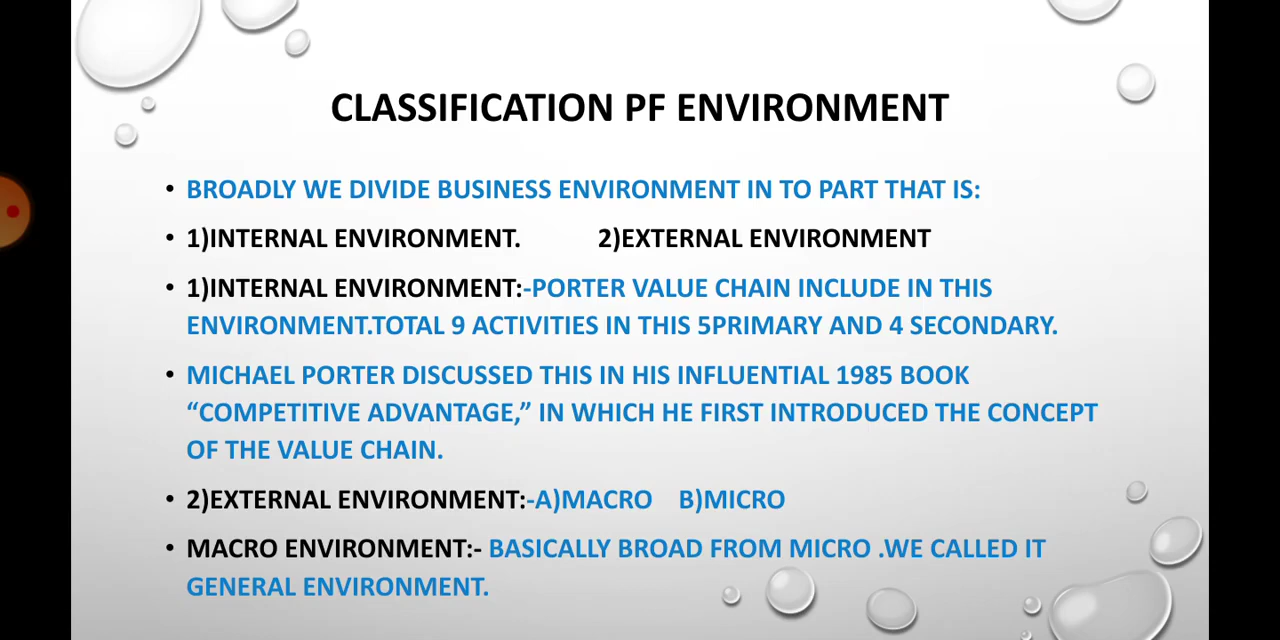 CLASSIFICATION PF ENVIRONMENT
• BROADLY WE DIVIDE BUSINESS ENVIRONMENT IN TO PART THAT IS:
• 1)INTERNAL ENVIRONMENT. 2)EXTERNAL ENVIRONMENT
• 1)INTERNAL ENVIRONMENT:-PORTER VALUE CHAIN INCLUDE IN THIS
ENVIRONMENT.TOTAL 9 ACTIVITIES IN THIS 5PRIMARY AND 4 SECONDARY.
• MICHAEL PORTER DISCUSSED THIS IN HIS INFLUENTIAL 1985 BOOK
“COMPETITIVE ADVANTAGE,” IN WHICH HE FIRST INTRODUCED THE CONCEPT
OF THE VALUE CHAIN.
• 2)EXTERNAL ENVIRONMENT:-A)MACRO B)MICRO
• MACRO ENVIRONMENT:- BASICALLY BROAD FROM MICRO .WE CALLED IT
GENERAL ENVIRONMENT.